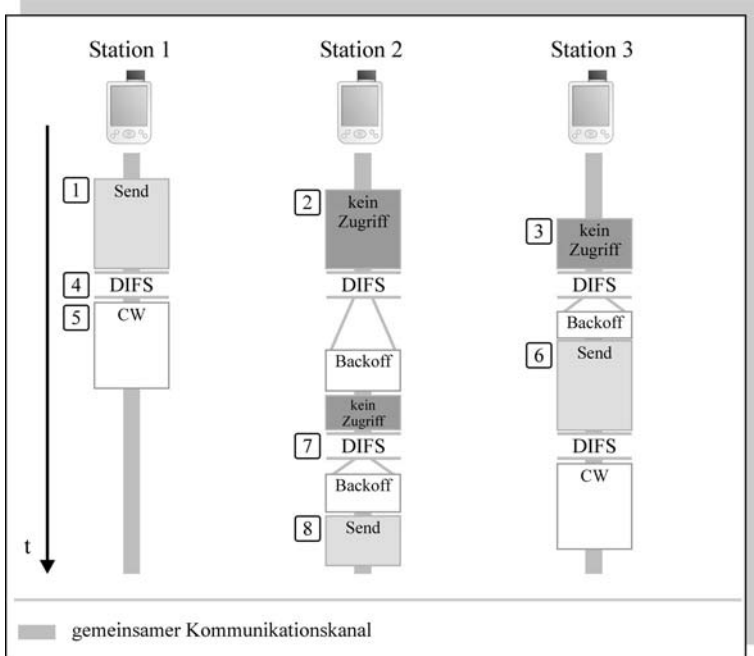 Station 1
Station 2
Station 3
1
Send
2
kein
Zugriff
3
kein
Zugriff
4
DIFS
DIFS
DIFS
5
CW
Backoff
6
Send
Backoff
kein
Zugriff
7
DIFS
DIFS
Backoff
CW
8
Send
t
gemeinsamer Kommunikationskanal